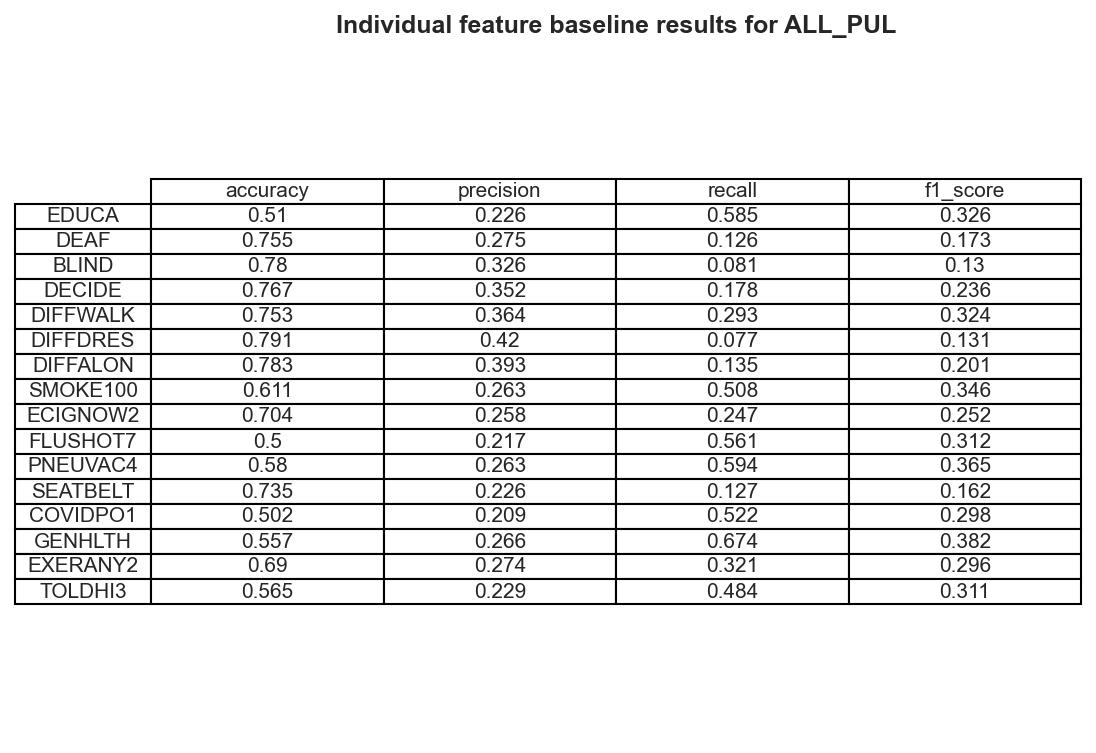 Individual feature baseline results for ALL_PUL
accuracy precision recall f1_score
EDUCA 0.51 0.226 0.585 0.326
DEAF 0.755 0.275 0.126 0.173
BLIND 0.78 0.326 0.081 0.13
DECIDE 0.767 0.352 0.178 0.236
DIFFWALK 0.753 0.364 0.293 0.324
DIFFDRES 0.791 0.42 0.077 0.131
DIFFALON 0.783 0.393 0.135 0.201
SMOKE100 0.611 0.263 0.508 0.346
ECIGNOW2 0.704 0.258 0.247 0.252
FLUSHOT7 0.5 0.217 0.561 0.312
PNEUVAC4 0.58 0.263 0.594 0.365
SEATBELT 0.735 0.226 0.127 0.162
COVIDPO1 0.502 0.209 0.522 0.298
GENHLTH 0.557 0.266 0.674 0.382
EXERANY2 0.69 0.274 0.321 0.296
TOLDHI3 0.565 0.229 0.484 0.311